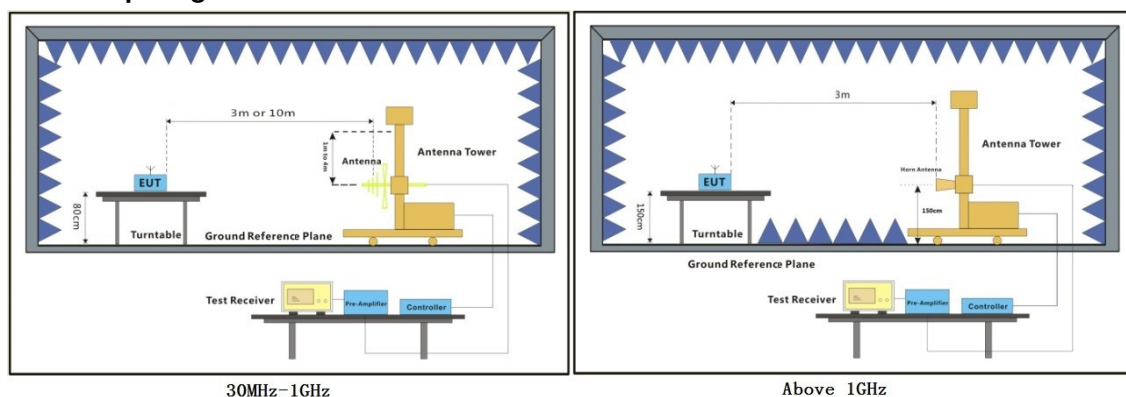 3m or 10m
1m to 4m
Antenna
Antenna Tower
EUT
80cm
Turntable
Ground Reference Plane
Test Receiver
Pre-Amplifier
Controller
30MHz-1GHz
3m
Antenna Tower
Horn Antenna
EUT
150cm
150cm
Turntable
Ground Reference Plane
Test Receiver
Pre-Amplifier
Controller
Above 1GHz